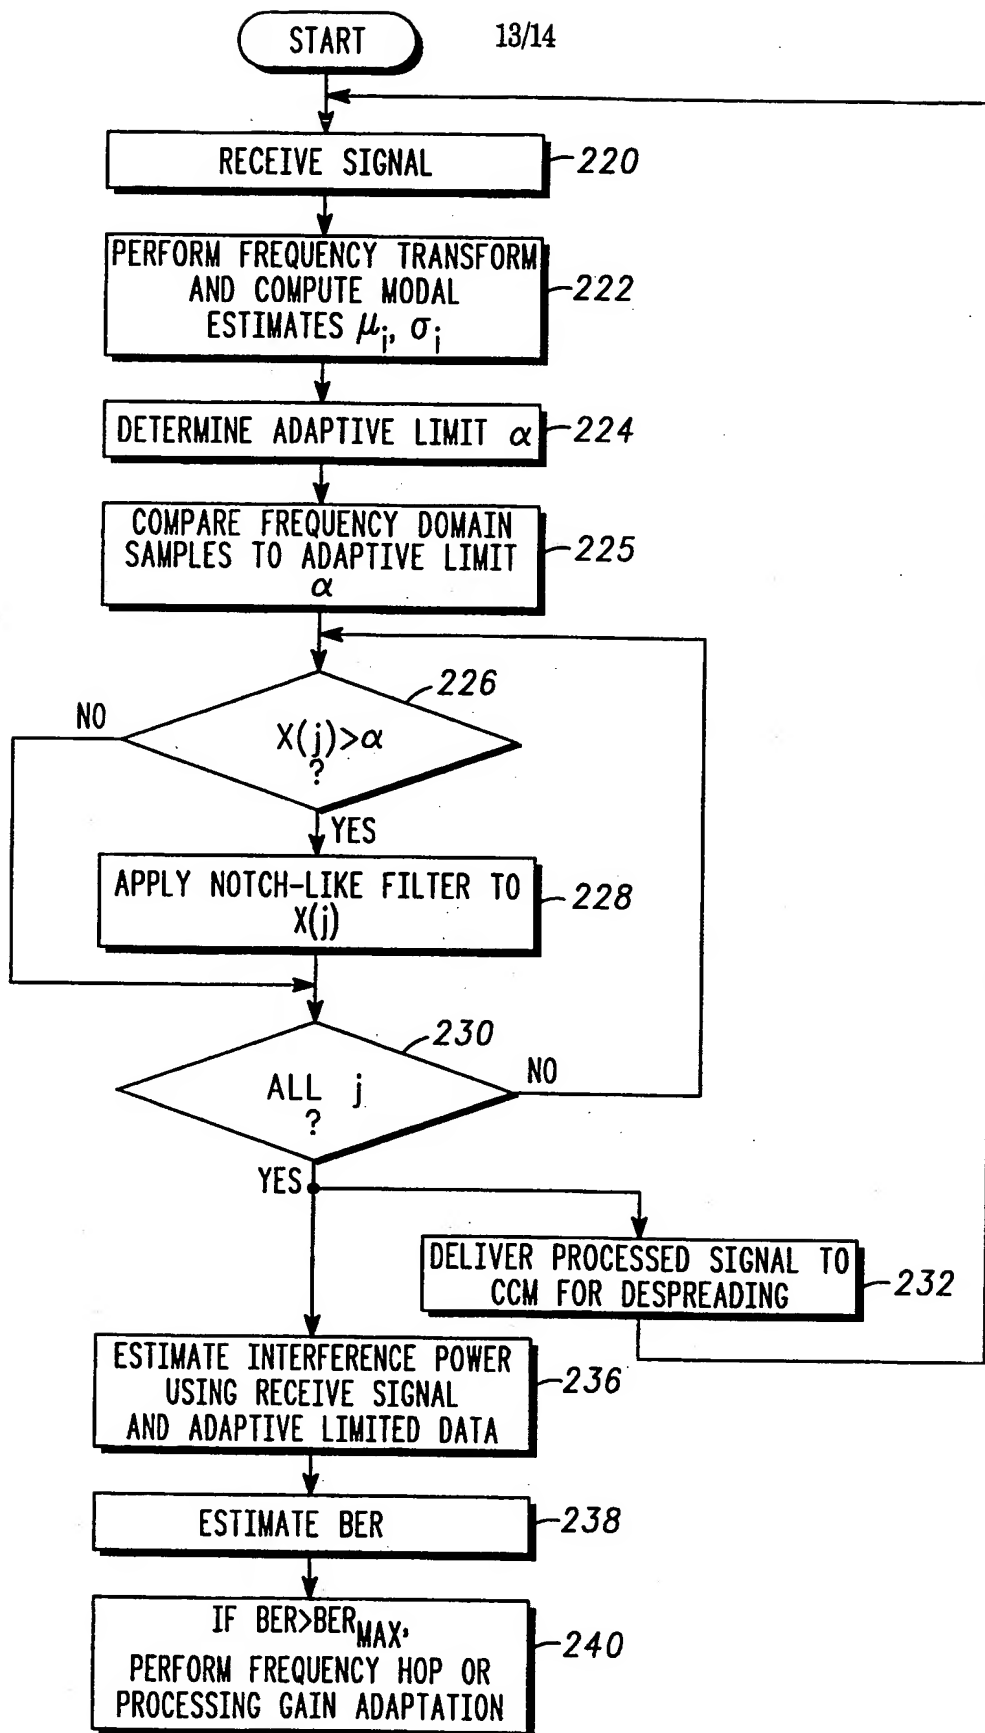 START
13/14
RECEIVE SIGNAL
220
PERFORM FREQUENCY TRANSFORM
AND COMPUTE MODAL
ESTIMATES μj, σj
222
DETERMINE ADAPTIVE LIMIT α
224
COMPARE FREQUENCY DOMAIN
SAMPLES TO ADAPTIVE LIMIT
α
225
226
NO
X(j)>α
?
YES
APPLY NOTCH-LIKE FILTER TO
X(j)
228
230
ALL j
?
NO
YES
DELIVER PROCESSED SIGNAL TO
CCM FOR DESPREADING
232
ESTIMATE INTERFERENCE POWER
USING RECEIVE SIGNAL
AND ADAPTIVE LIMITED DATA
236
ESTIMATE BER
238
IF BER>BERMAX,
PERFORM FREQUENCY HOP OR
PROCESSING GAIN ADAPTATION
240